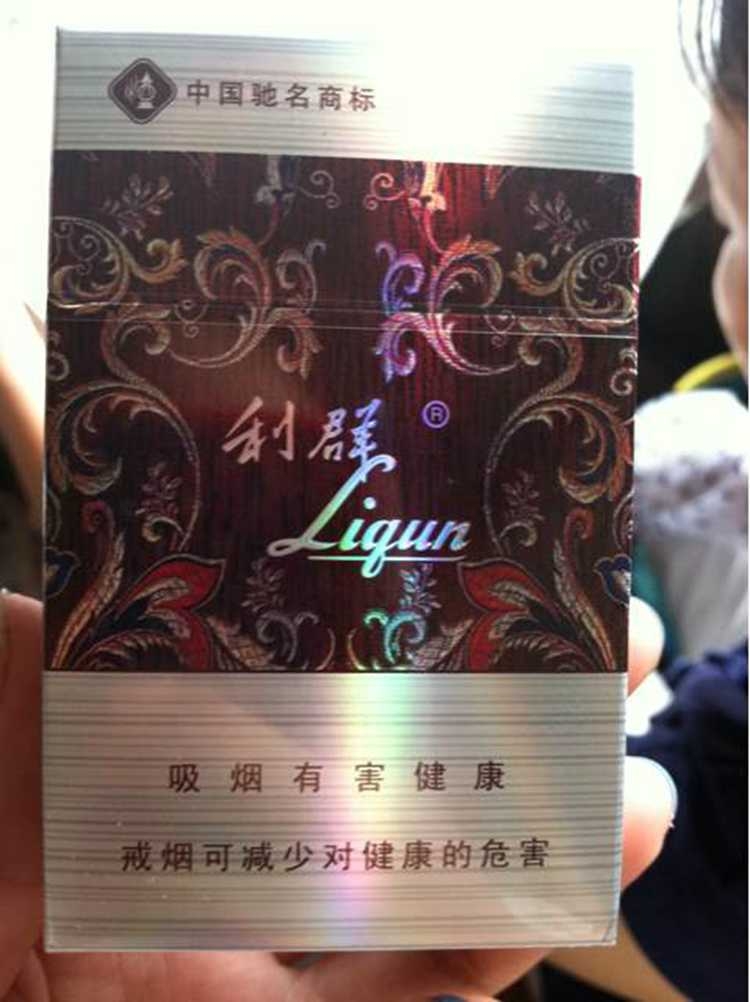 中国驰名商标
利群®
Liqun
吸烟有害健康
戒烟可减少对健康的危害